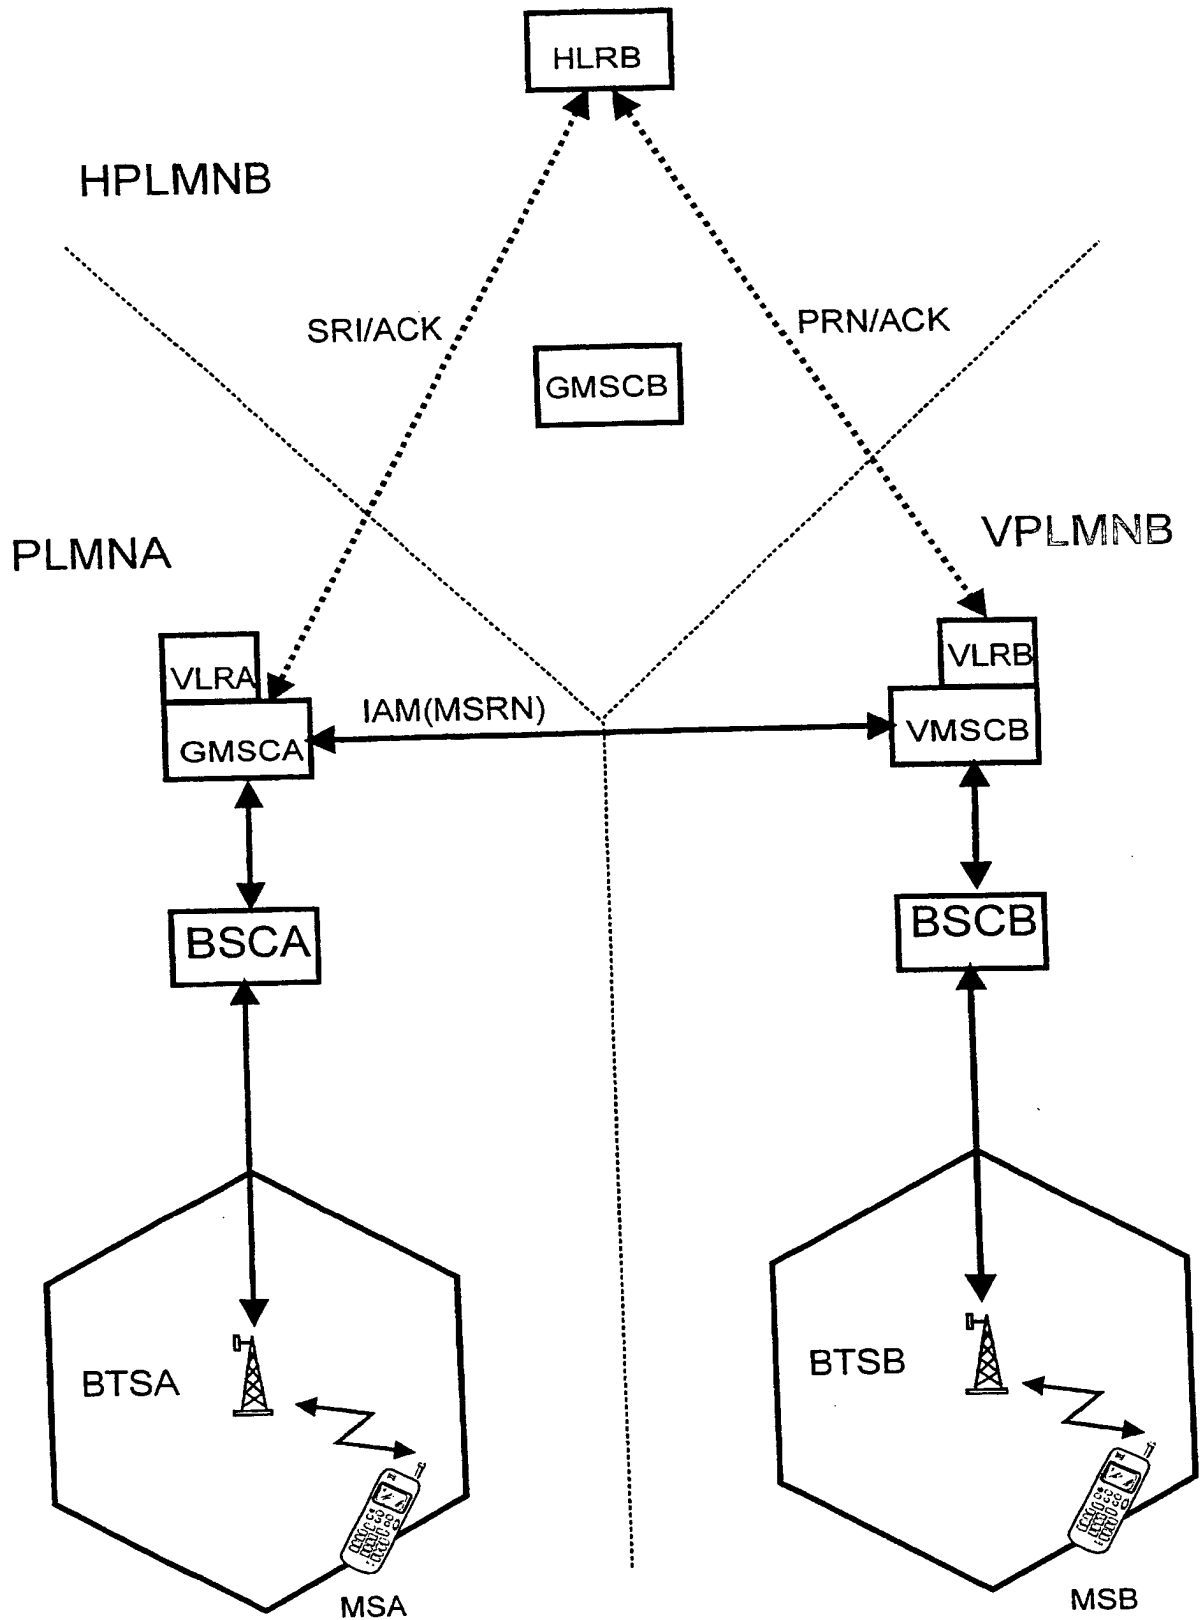 HLRB
HPLMNB
SRI/ACK
PRN/ACK
GMSCB
PLMNA
VPLMNB
VLRA
VLRB
IAM(MSRN)
GMSCA
VMSCB
BSCA
BSCB
BTSA
BTSB
MSA
MSB